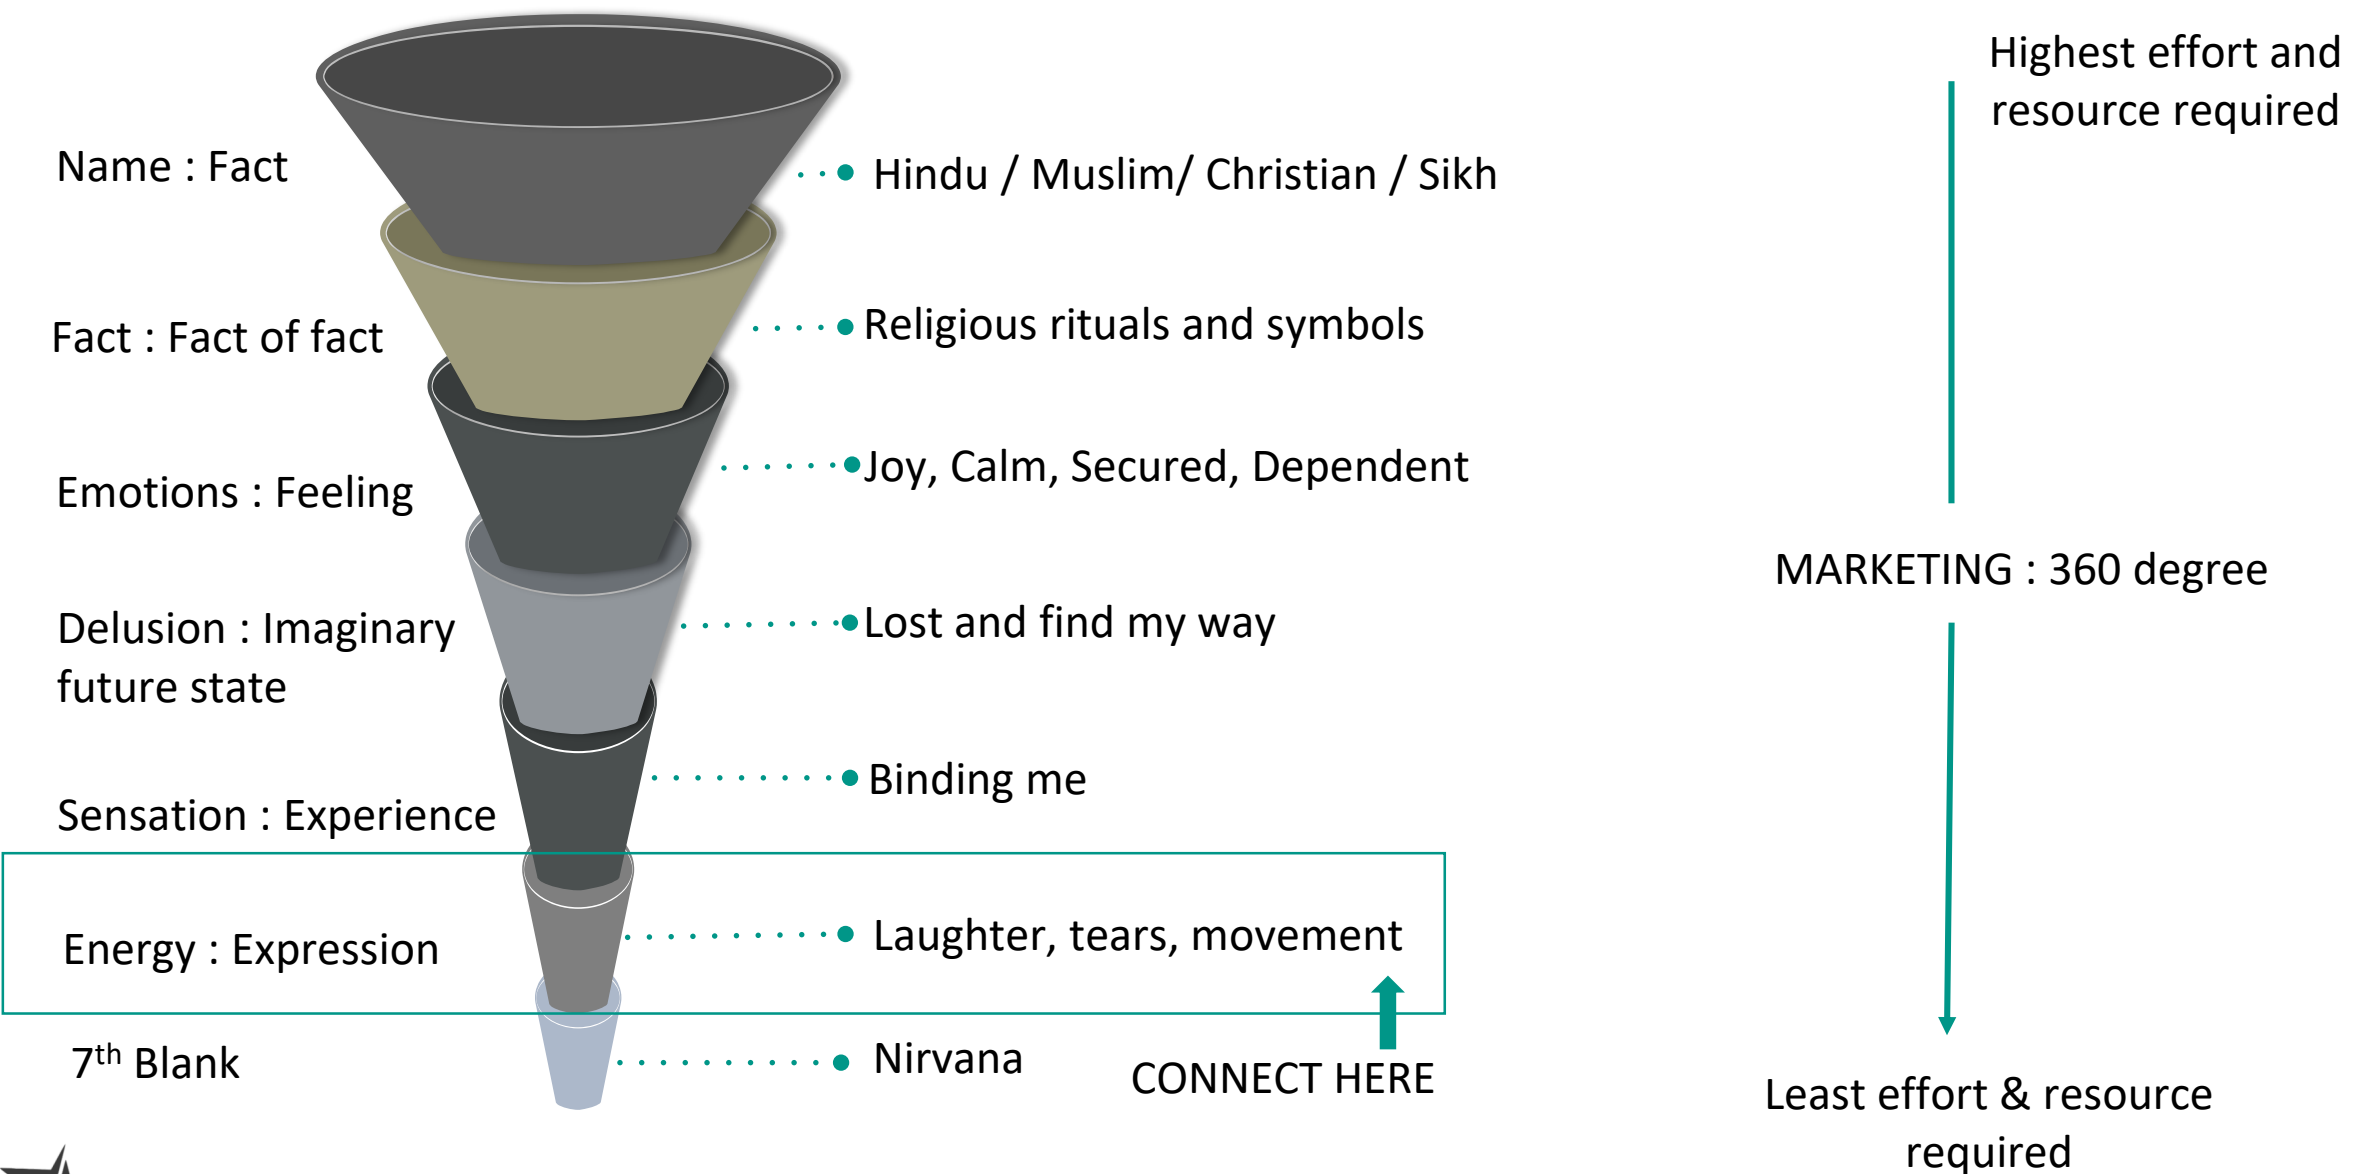 Highest effort and
resource required
Name : Fact
Hindu / Muslim/ Christian / Sikh
Fact : Fact of fact
Religious rituals and symbols
Emotions : Feeling
Joy, Calm, Secured, Dependent
MARKETING : 360 degree
Delusion : Imaginary
future state
Lost and find my way
Sensation : Experience
Binding me
Energy : Expression
Laughter, tears, movement
7th Blank
Nirvana
CONNECT HERE
Least effort & resource
required